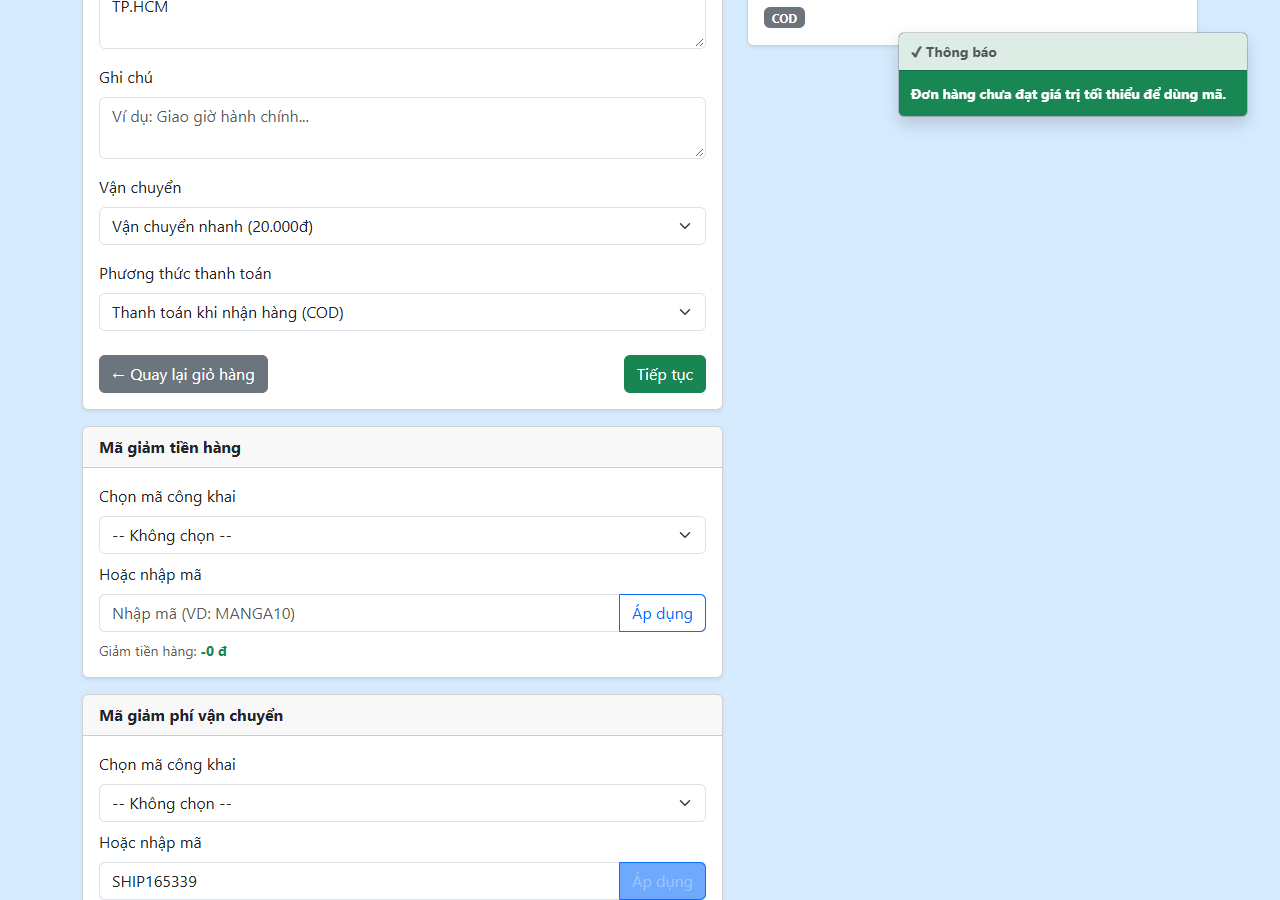 TP.HCM
COD
✔ Thông báo
Đơn hàng chưa đạt giá trị tối thiểu để dùng mã.
Ghi chú
Ví dụ: Giao giờ hành chính...
Vận chuyển
Vận chuyển nhanh (20.000đ)
Phương thức thanh toán
Thanh toán khi nhận hàng (COD)
← Quay lại giỏ hàng
Tiếp tục
Mã giảm tiền hàng
Chọn mã công khai
-- Không chọn --
Hoặc nhập mã
Nhập mã (VD: MANGA10)
Áp dụng
Giảm tiền hàng: -0 đ
Mã giảm phí vận chuyển
Chọn mã công khai
-- Không chọn --
Hoặc nhập mã
SHIP165339
Áp dụng